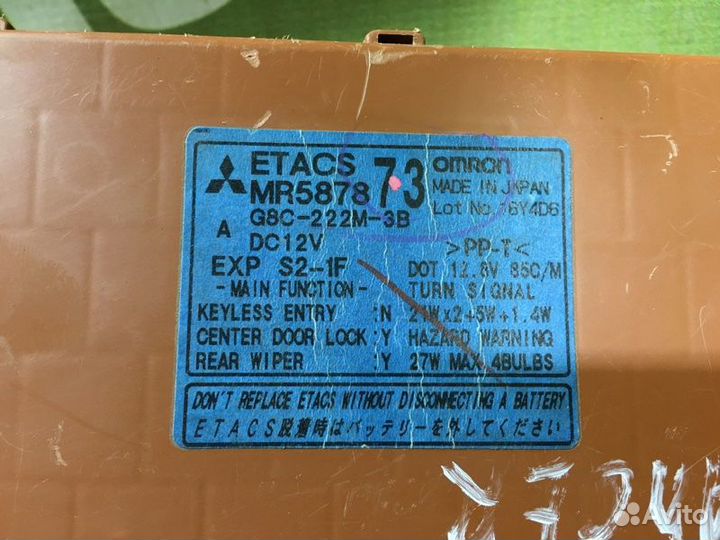 ETACS 73 omron
MR5878 MADE IN JAPAN
G8C-222M-3B Lot No. 16Y4D6
A DC12V >PP-T<
EXP S2-1F DOT 12.8V 85C/M
- MAIN FUNCTION - TURN SIGNAL
KEYLESS ENTRY :N 21W×2+5W+1.4W
CENTER DOOR LOCK :Y HAZARD WARNING
REAR WIPER :Y 27W MAX.4BULBS
DON'T REPLACE ETACS WITHOUT DISCONNECTING A BATTERY
ETACS脱着時はバッテリーを外してください
Avito